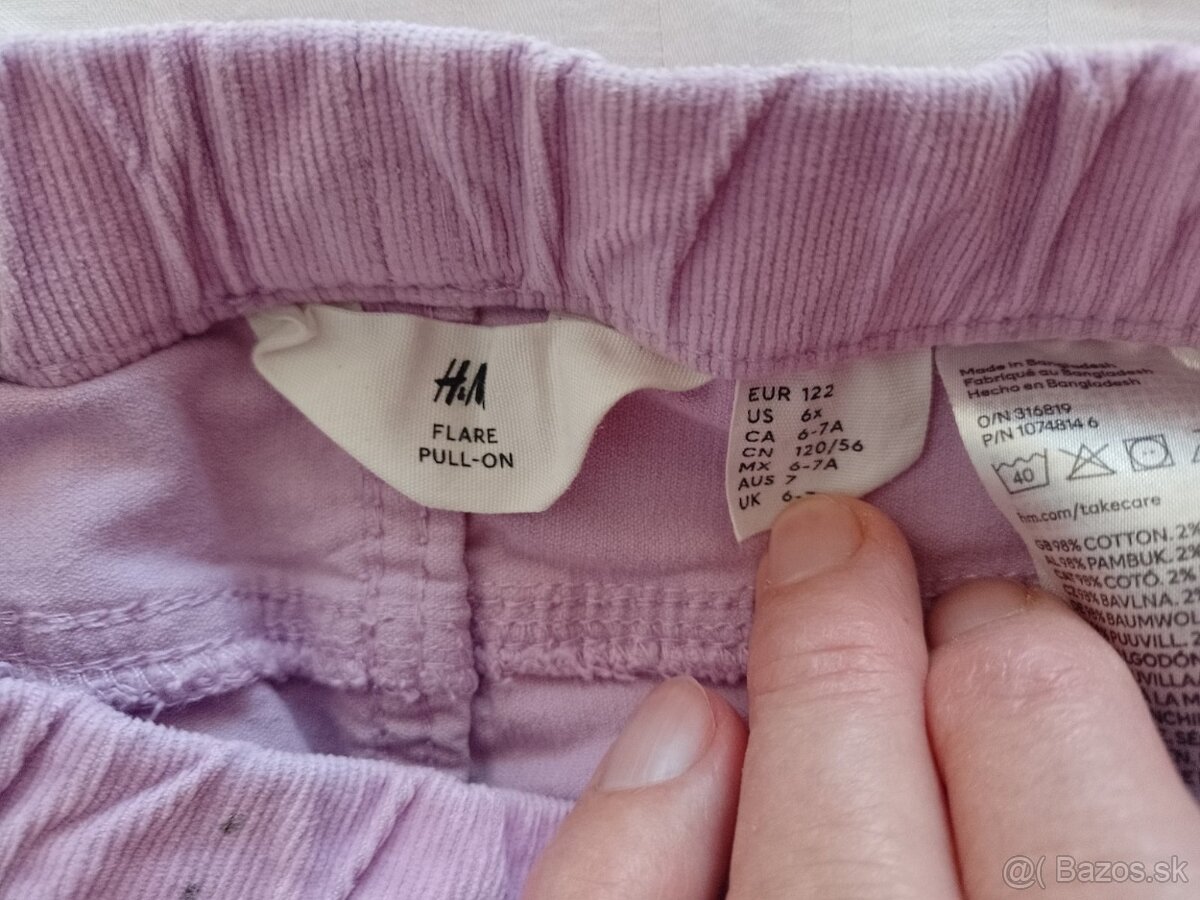 H&M
FLARE
PULL-ON
EUR 122
US 6X
CA 6-7A
CN 120/56
MX 6-7A
AUS 7
UK 6-
Made in Bangladesh
Fabriqué au Bangladesh
Hecho en Bangladesh
O/N 316819
P/N 1074814 6
40
hm.com/takecare
GB 98% COTTON. 2%
AL 98% PAMBUK. 2%
CAT 98% COTÓ. 2%
CZ 98% BAVLNA. 2%
98% BAUMWOL
PUUVILL.
ALGODÓN
@( Bazos.sk